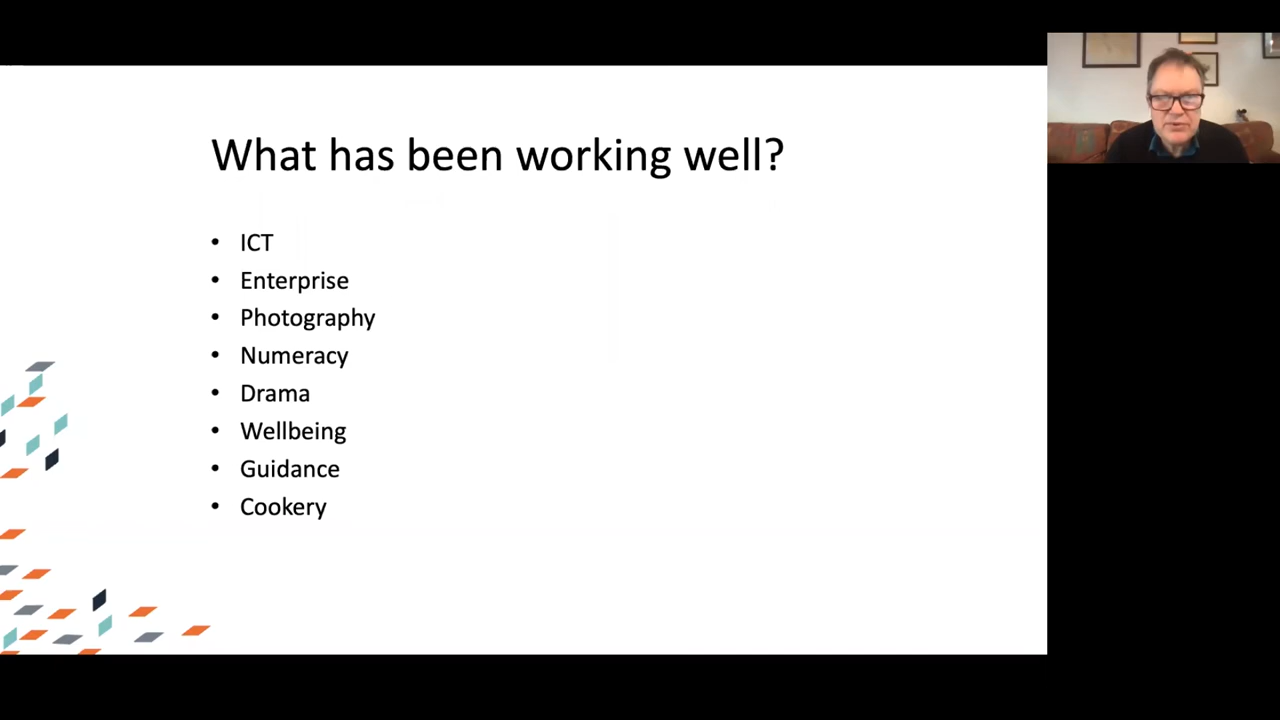 What has been working well?
• ICT
• Enterprise
• Photography
• Numeracy
• Drama
• Wellbeing
• Guidance
• Cookery